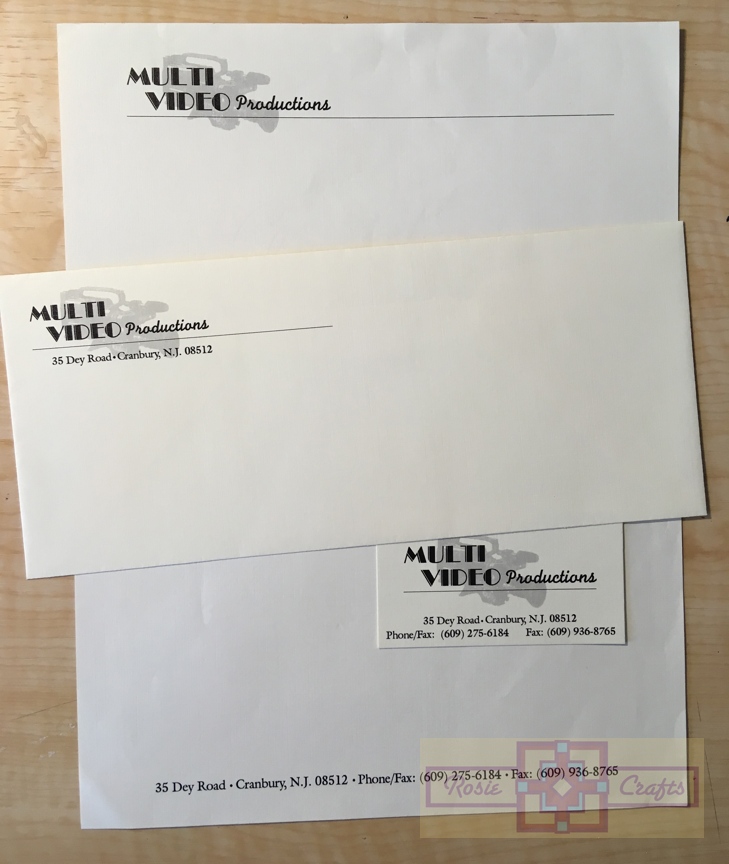 MULTI
VIDEO Productions
MULTI
VIDEO Productions
35 Dey Road • Cranbury, N.J. 08512
MULTI
VIDEO Productions
35 Dey Road • Cranbury, N.J. 08512
Phone/Fax: (609) 275-6184 Fax: (609) 936-8765
35 Dey Road • Cranbury, N.J. 08512 • Phone/Fax: (609) 275-6184 • Fax: (609) 936-8765
Rosie Crafts